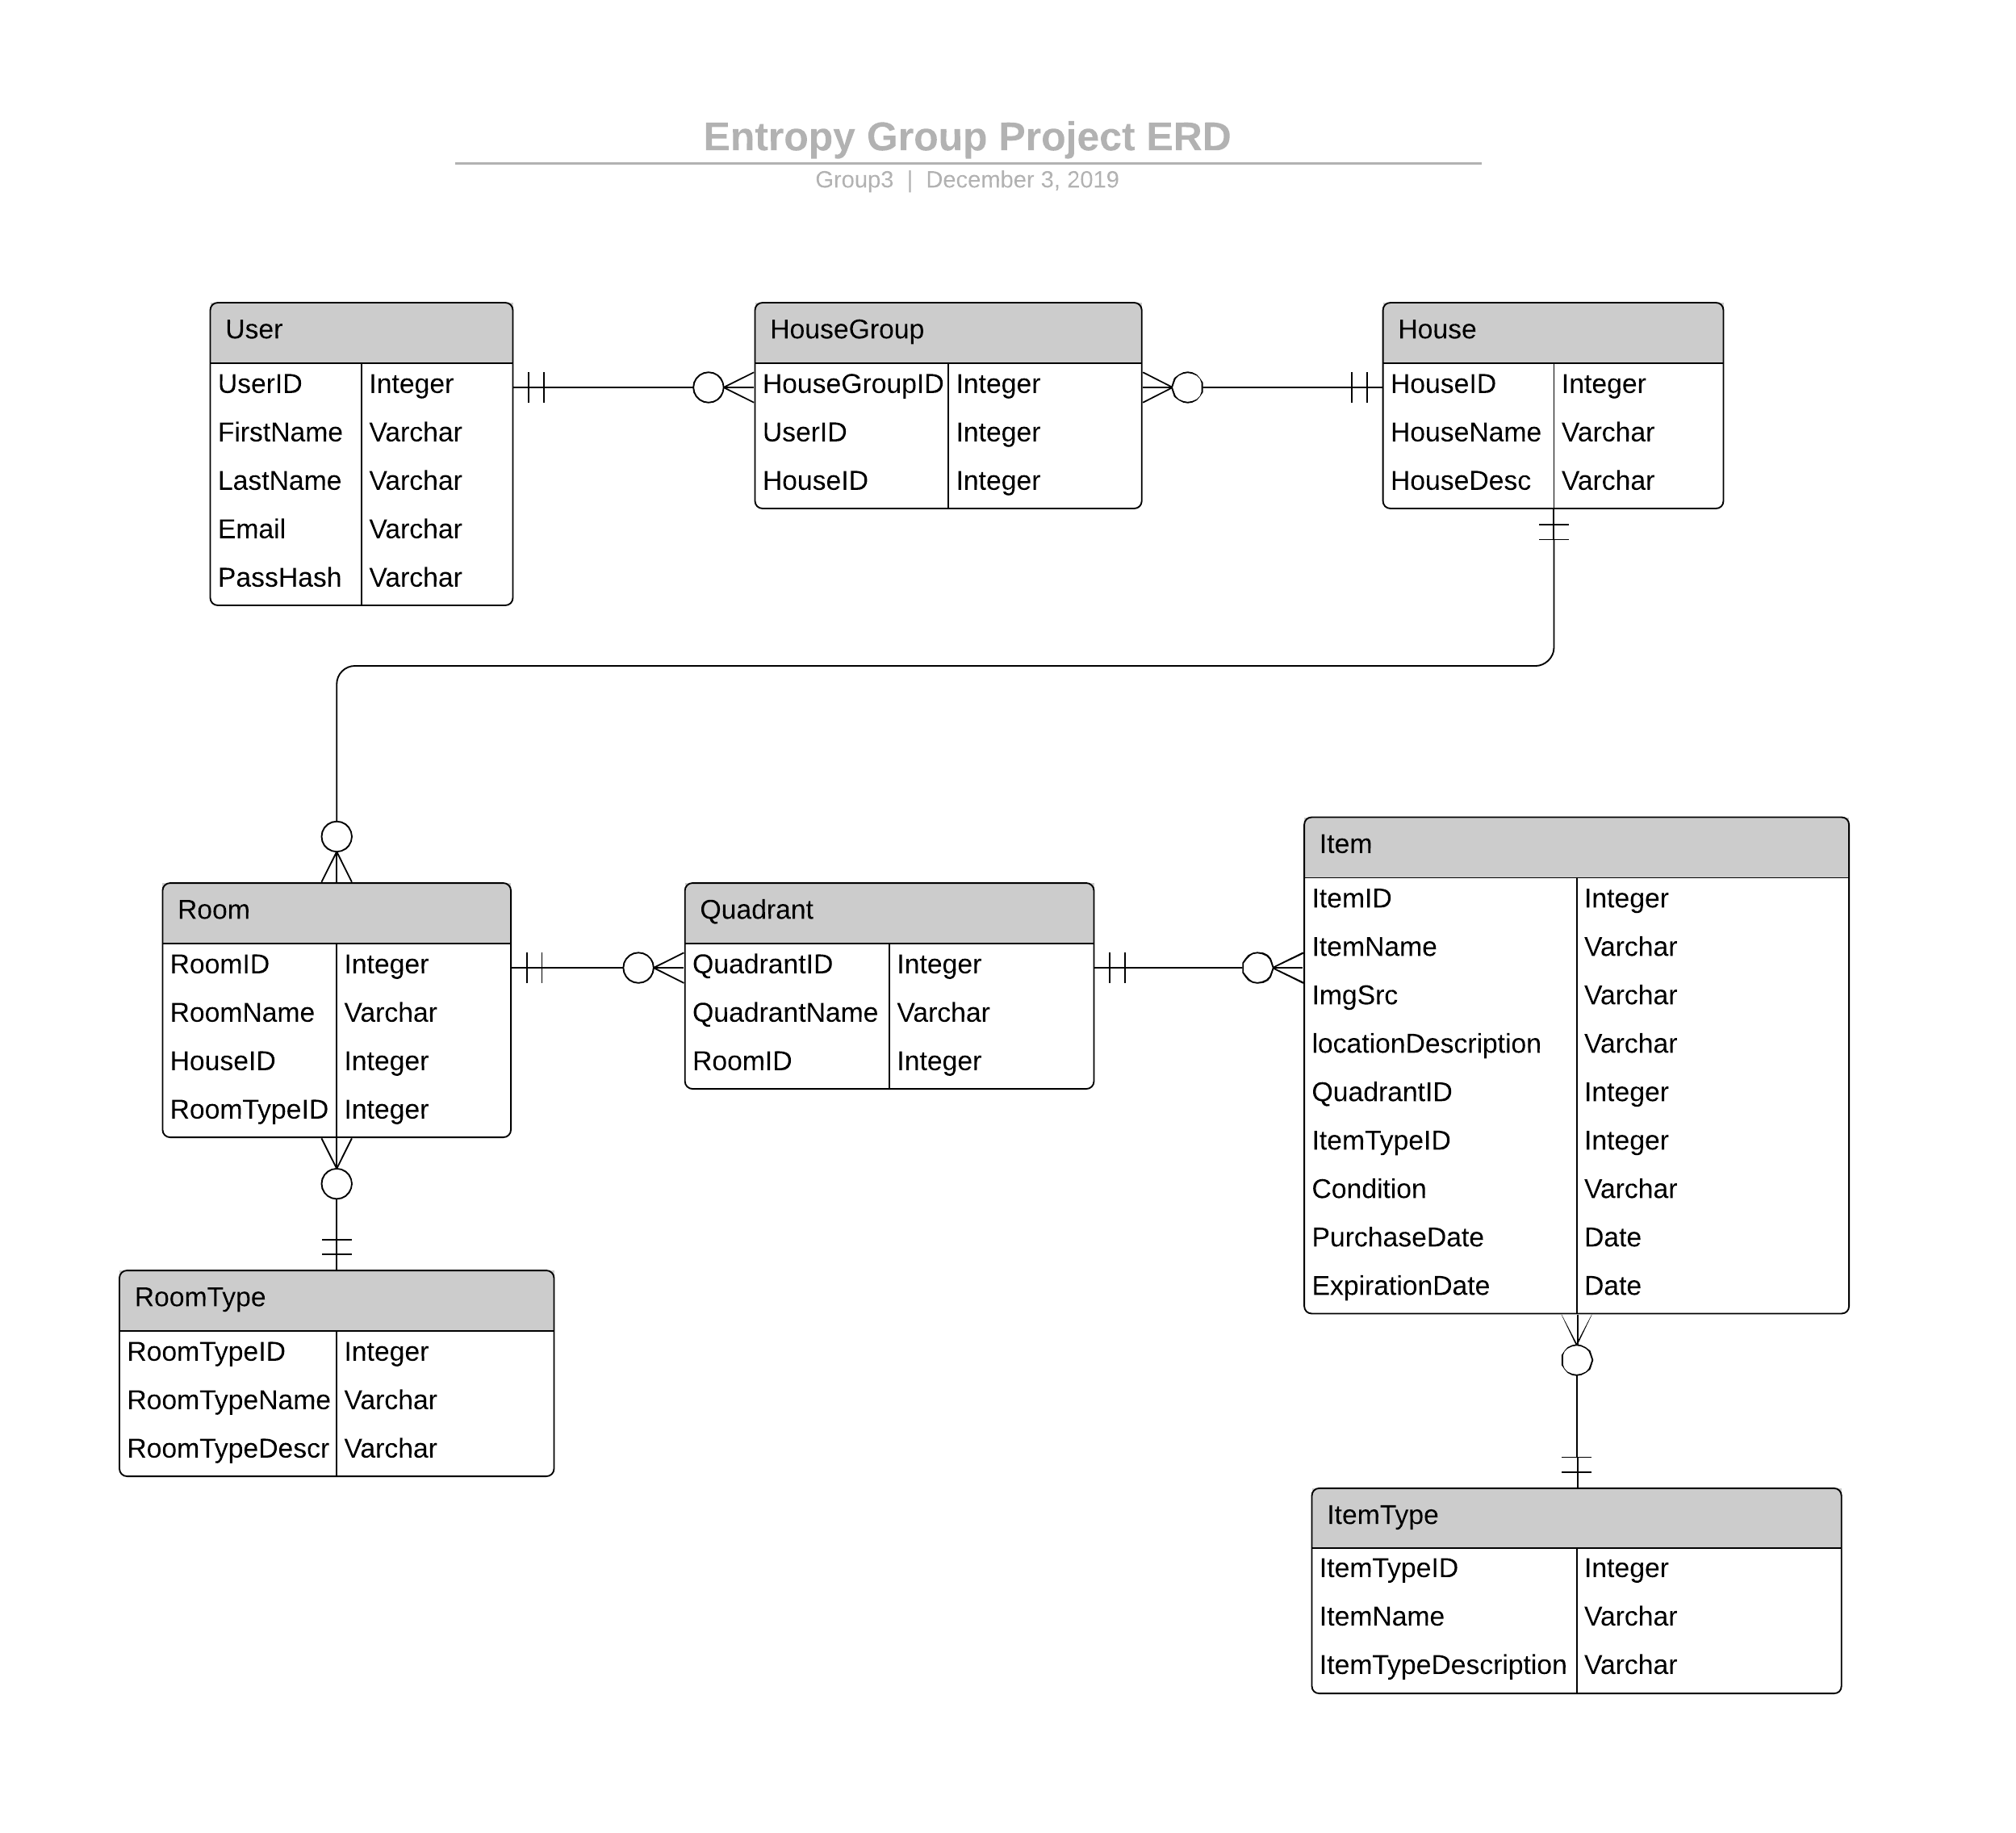 Entropy Group Project ERD
Group3 | December 3, 2019
User
UserID Integer
FirstName Varchar
LastName Varchar
Email Varchar
PassHash Varchar
HouseGroup
HouseGroupID Integer
UserID Integer
HouseID Integer
House
HouseID Integer
HouseName Varchar
HouseDesc Varchar
Room
RoomID Integer
RoomName Varchar
HouseID Integer
RoomTypeID Integer
Quadrant
QuadrantID Integer
QuadrantName Varchar
RoomID Integer
Item
ItemID Integer
ItemName Varchar
ImgSrc Varchar
locationDescription Varchar
QuadrantID Integer
ItemTypeID Integer
Condition Varchar
PurchaseDate Date
ExpirationDate Date
RoomType
RoomTypeID Integer
RoomTypeName Varchar
RoomTypeDescr Varchar
ItemType
ItemTypeID Integer
ItemName Varchar
ItemTypeDescription Varchar